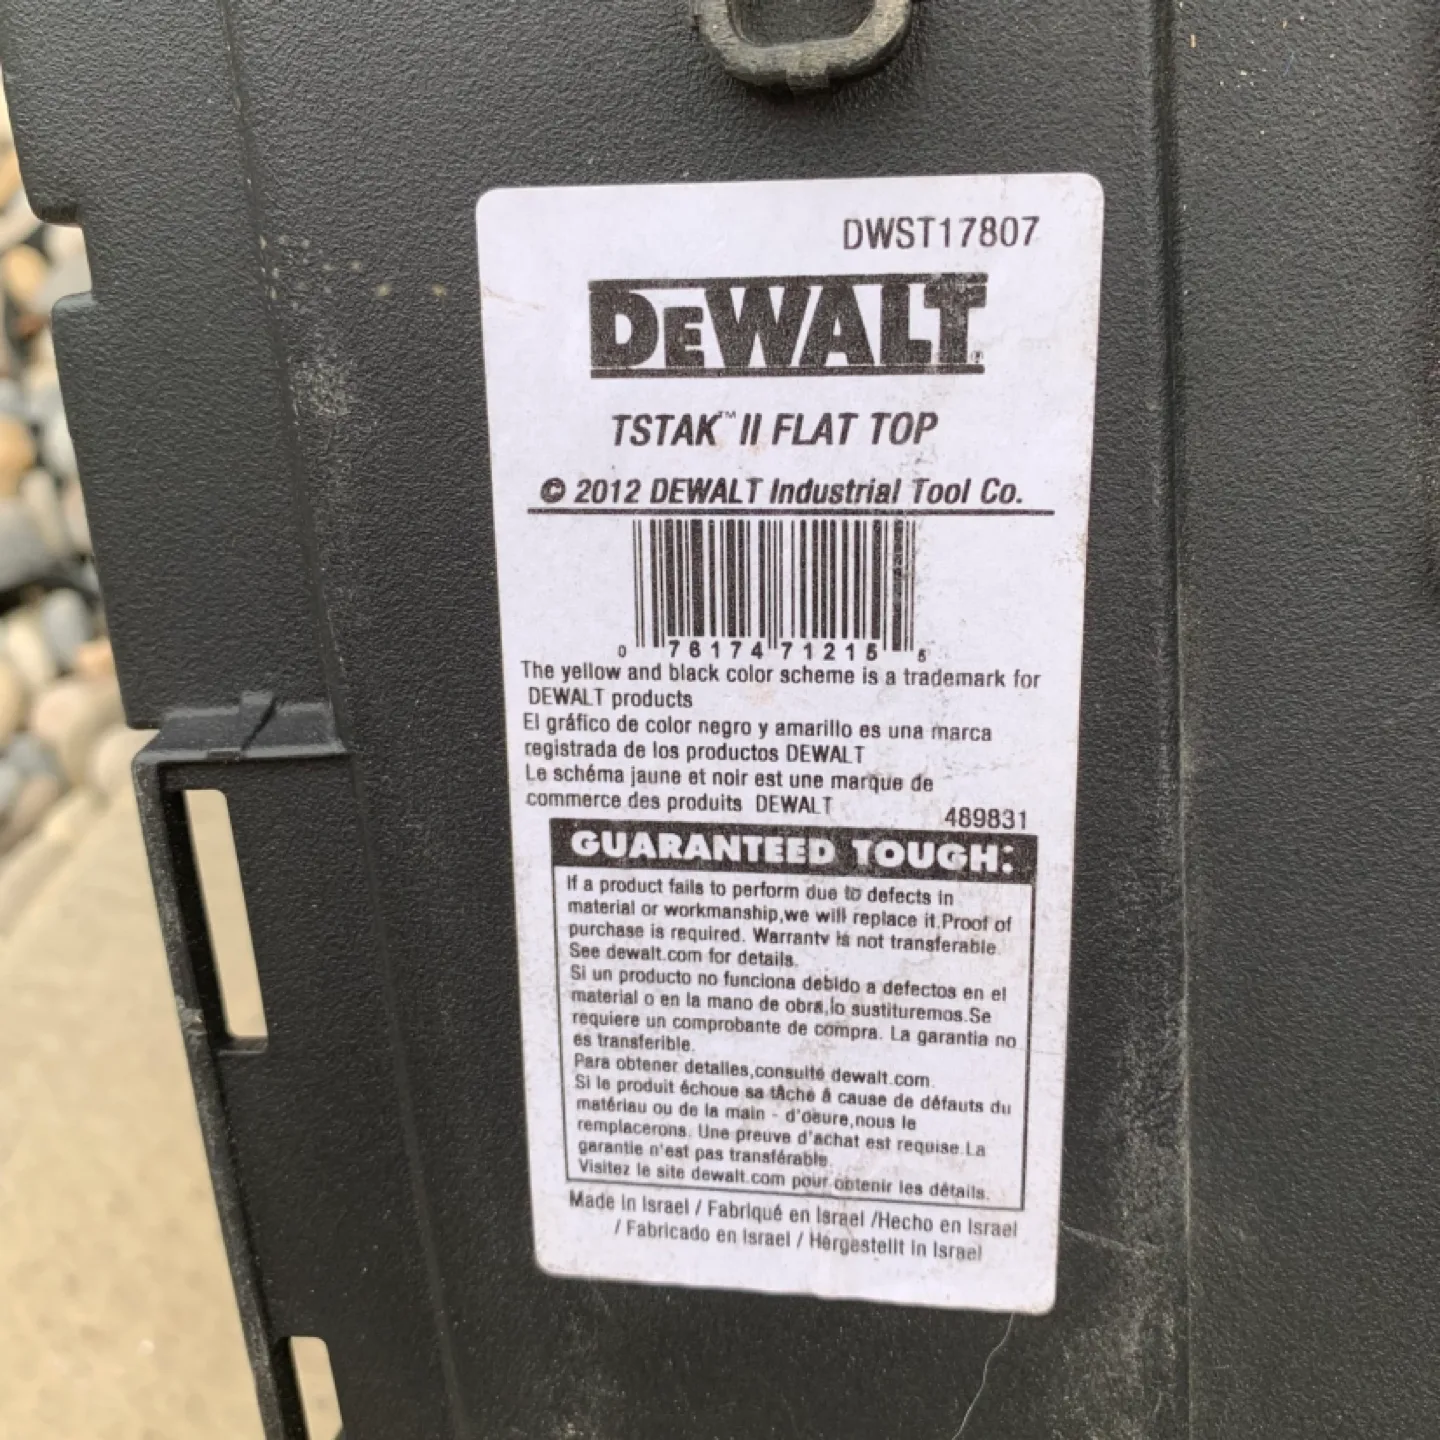 DWST17807
DEWALT®
TSTAK™ II FLAT TOP
© 2012 DEWALT Industrial Tool Co.
0 76174 71215 5
The yellow and black color scheme is a trademark for
DEWALT products
El gráfico de color negro y amarillo es una marca
registrada de los productos DEWALT
Le schéma jaune et noir est une marque de
commerce des produits DEWALT
489831
GUARANTEED TOUGH:
If a product fails to perform due to defects in
material or workmanship,we will replace it.Proof of
purchase is required. Warranty is not transferable.
See dewalt.com for details.
Si un producto no funciona debido a defectos en el
material o en la mano de obra,lo sustituremos.Se
requiere un comprobante de compra. La garantia no
es transferible.
Para obtener detalles,consulte dewalt.com.
Si le produit échoue sa tâche à cause de défauts du
matériau ou de la main - d'oeure,nous le
remplacerons. Une preuve d'achat est requise.La
garantie n'est pas transférable.
Visitez le site dewalt.com pour obtenir les détails.
Made in Israel / Fabriqué en Israel /Hecho en Israel
/ Fabricado en Israel / Hergestellt in Israel